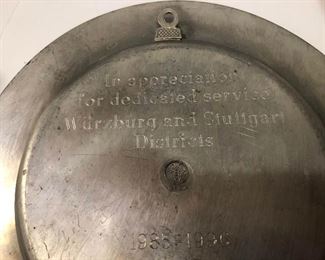 In appreciation
for dedicated service
Würzburg and Stuttgart
Districts